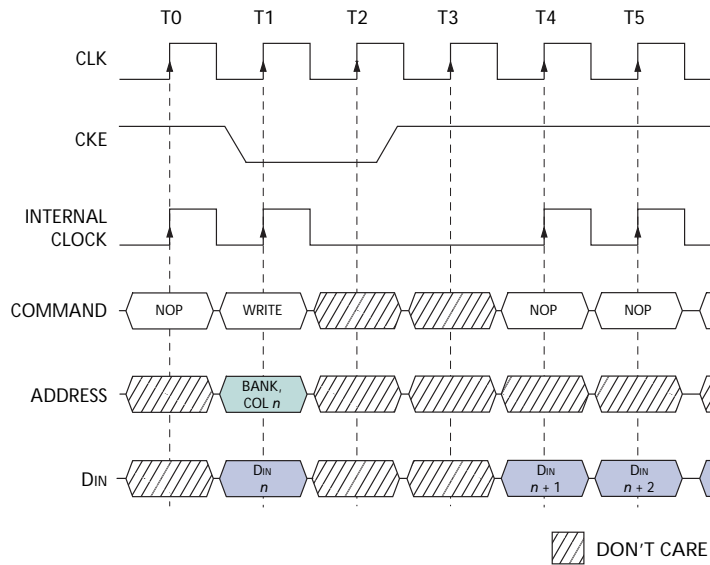 T0 T1 T2 T3 T4 T5
CLK
CKE
INTERNAL
CLOCK
COMMAND NOP WRITE NOP NOP
ADDRESS BANK,
COL n
DIN DIN
n DIN
n + 1 DIN
n + 2
DON'T CARE